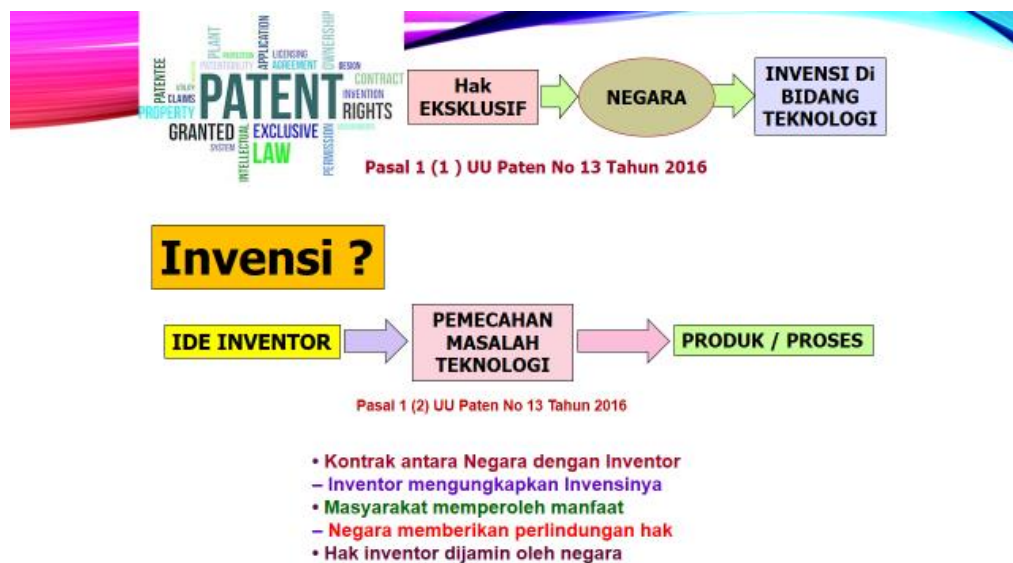 PLANT
PROTECTION
PATENTABILITY
APPLICATION
LICENSING
AGREEMENT
OWNERSHIP
DESIGN
PATENTEE
UTILITY
CLAIMS
PROPERTY
PATENT
CONTRACT
INVENTION
RIGHTS
GRANTED
EXCLUSIVE
SYSTEM
INTELLECTUAL
LAW
PERMISSION
Hak
EKSKLUSIF
NEGARA
INVENSI Di
BIDANG
TEKNOLOGI
Pasal 1 (1 ) UU Paten No 13 Tahun 2016
Invensi ?
IDE INVENTOR
PEMECAHAN
MASALAH
TEKNOLOGI
PRODUK / PROSES
Pasal 1 (2) UU Paten No 13 Tahun 2016
• Kontrak antara Negara dengan Inventor
– Inventor mengungkapkan Invensinya
• Masyarakat memperoleh manfaat
– Negara memberikan perlindungan hak
• Hak inventor dijamin oleh negara